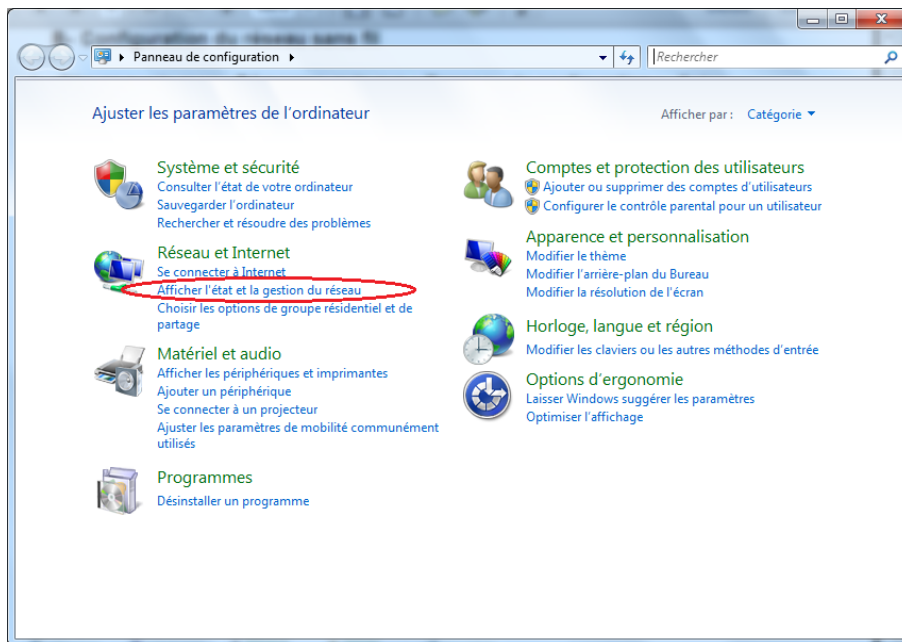 8- Configuration du réseau sans fil
Panneau de configuration
Rechercher
Ajuster les paramètres de l'ordinateur
Afficher par : Catégorie
Système et sécurité
Consulter l'état de votre ordinateur
Sauvegarder l'ordinateur
Rechercher et résoudre des problèmes
Réseau et Internet
Se connecter à Internet
Afficher l'état et la gestion du réseau
Choisir les options de groupe résidentiel et de
partage
Matériel et audio
Afficher les périphériques et imprimantes
Ajouter un périphérique
Se connecter à un projecteur
Ajuster les paramètres de mobilité communément
utilisés
Programmes
Désinstaller un programme
Comptes et protection des utilisateurs
Ajouter ou supprimer des comptes d'utilisateurs
Configurer le contrôle parental pour un utilisateur
Apparence et personnalisation
Modifier le thème
Modifier l'arrière-plan du Bureau
Modifier la résolution de l'écran
Horloge, langue et région
Modifier les claviers ou les autres méthodes d'entrée
Options d'ergonomie
Laisser Windows suggérer les paramètres
Optimiser l'affichage